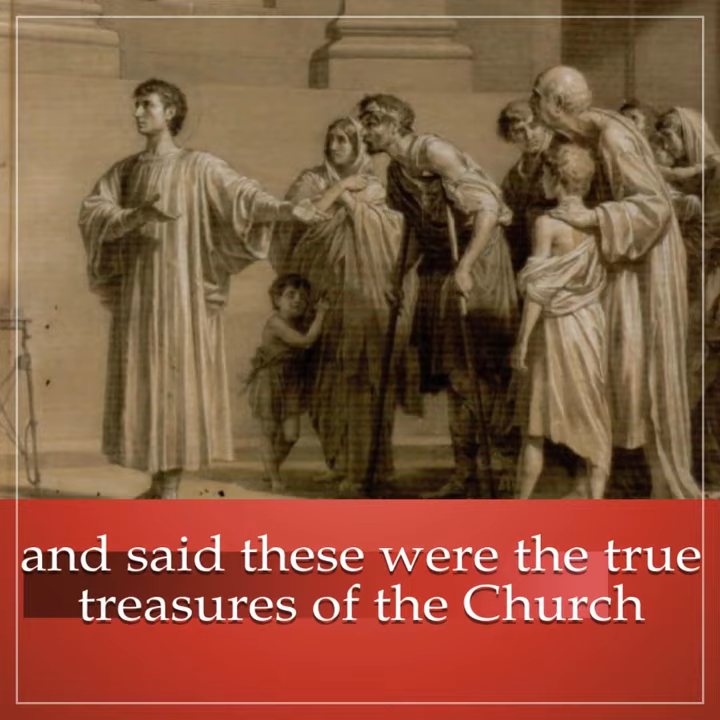 and said these were the true
treasures of the Church